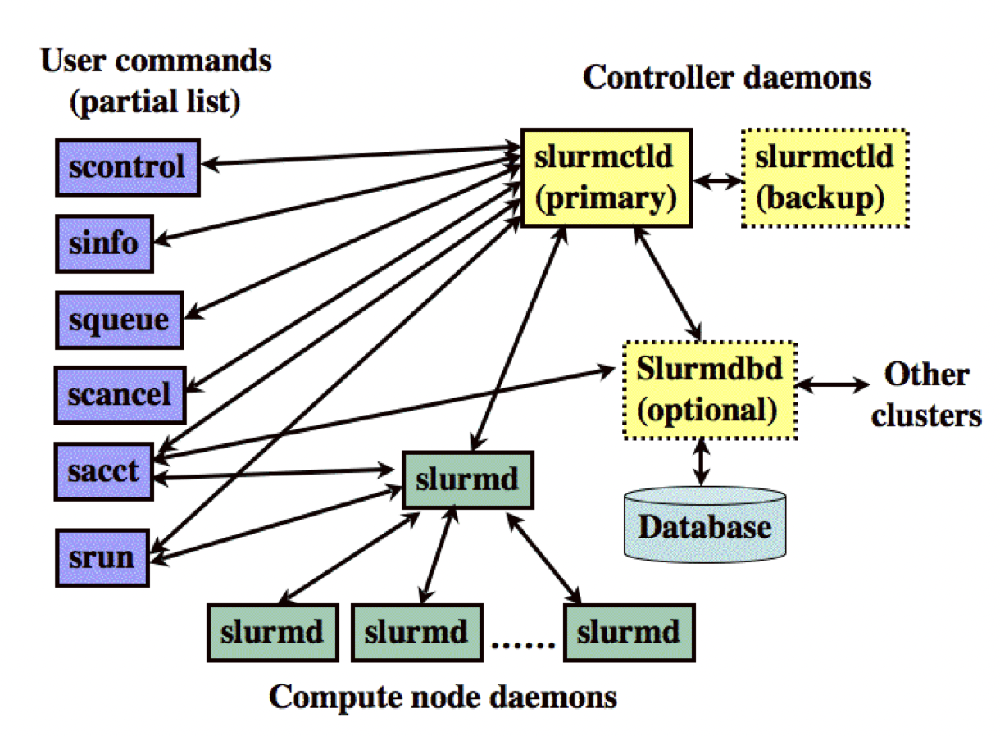 User commands
(partial list)
Controller daemons
scontrol
slurmctld
(primary)
slurmctld
(backup)
sinfo
squeue
scancel
Slurmdbd
(optional)
Other
clusters
sacct
slurmd
Database
srun
slurmd
slurmd
......
slurmd
Compute node daemons